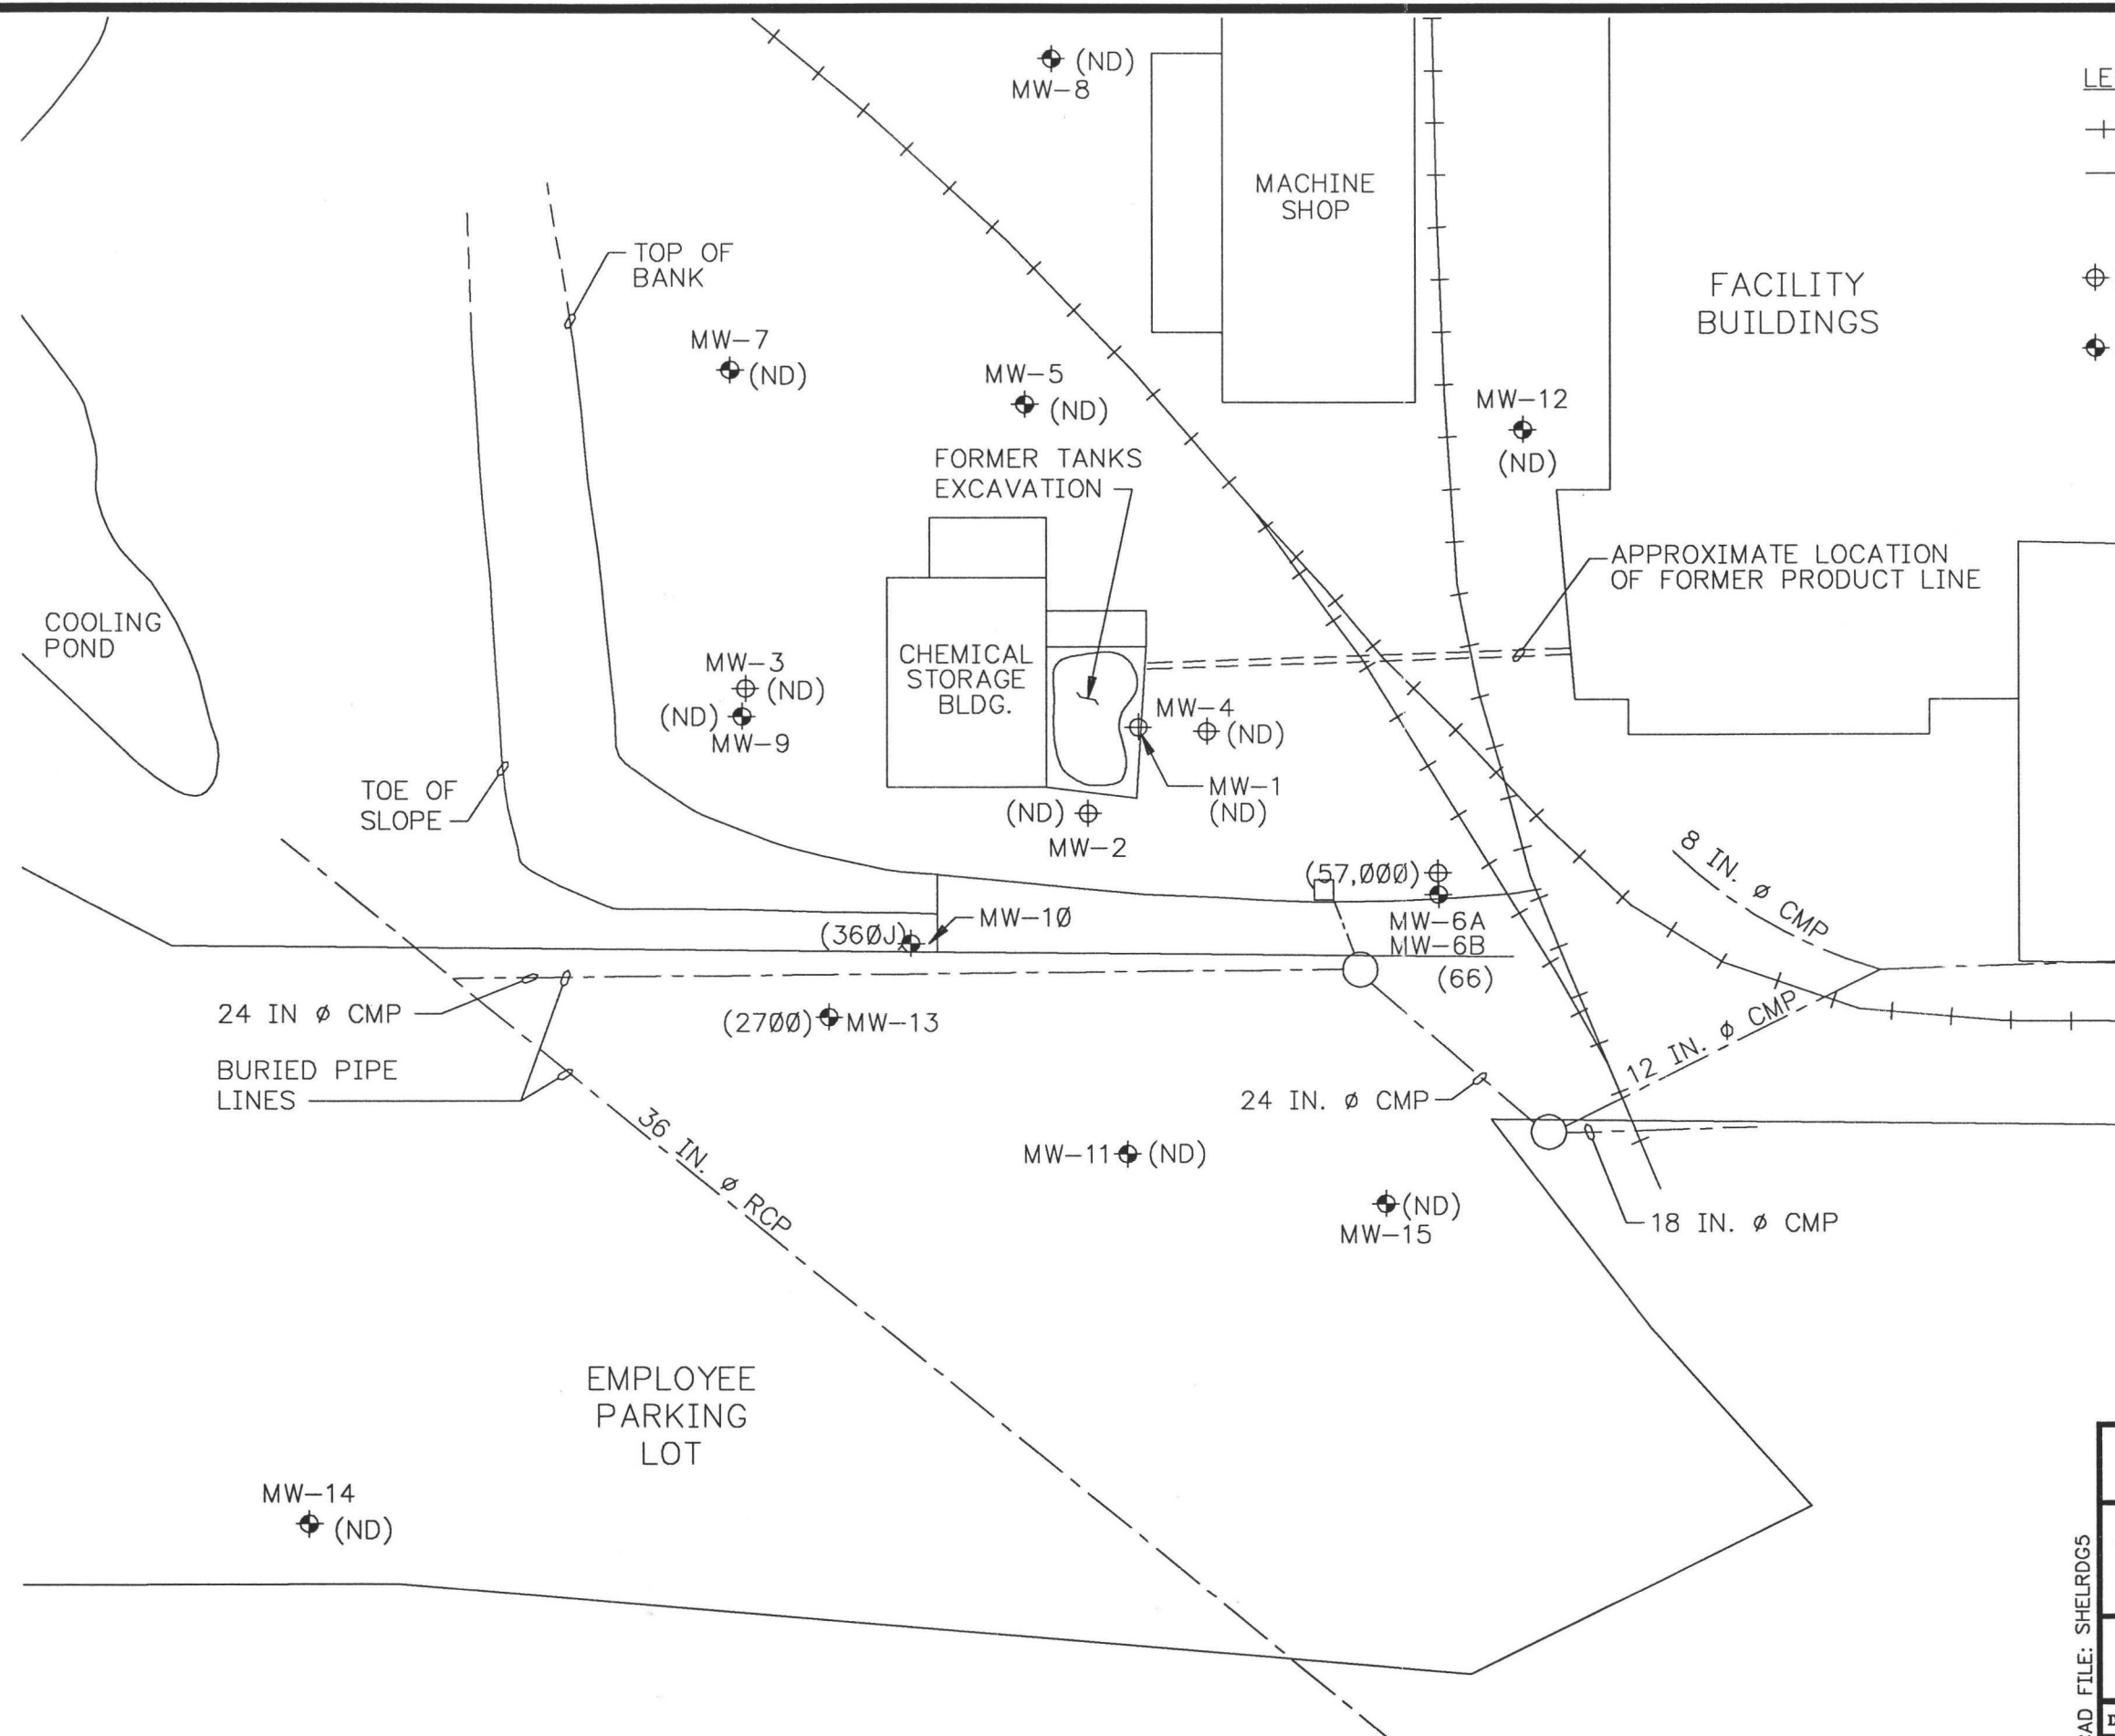 (ND)
MW-8
LE
MACHINE
SHOP
TOP OF
BANK
FACILITY
BUILDINGS
MW-7
(ND)
MW-5
(ND)
MW-12
(ND)
FORMER TANKS
EXCAVATION
APPROXIMATE LOCATION
OF FORMER PRODUCT LINE
COOLING
POND
CHEMICAL
STORAGE
BLDG.
MW-3
(ND)
(ND)
MW-9
MW-4
(ND)
MW-1
(ND)
TOE OF
SLOPE
(ND)
MW-2
8 IN. ø CMP
(57,000)
MW-6A
MW-6B
(66)
(360J)
MW-10
24 IN ø CMP
(2700) MW-13
12 IN. ø CMP
BURIED PIPE
LINES
24 IN. ø CMP
36 IN. ø RCP
MW-11 (ND)
(ND)
MW-15
18 IN. ø CMP
EMPLOYEE
PARKING
LOT
MW-14
(ND)
AD FILE: SHELRDG5